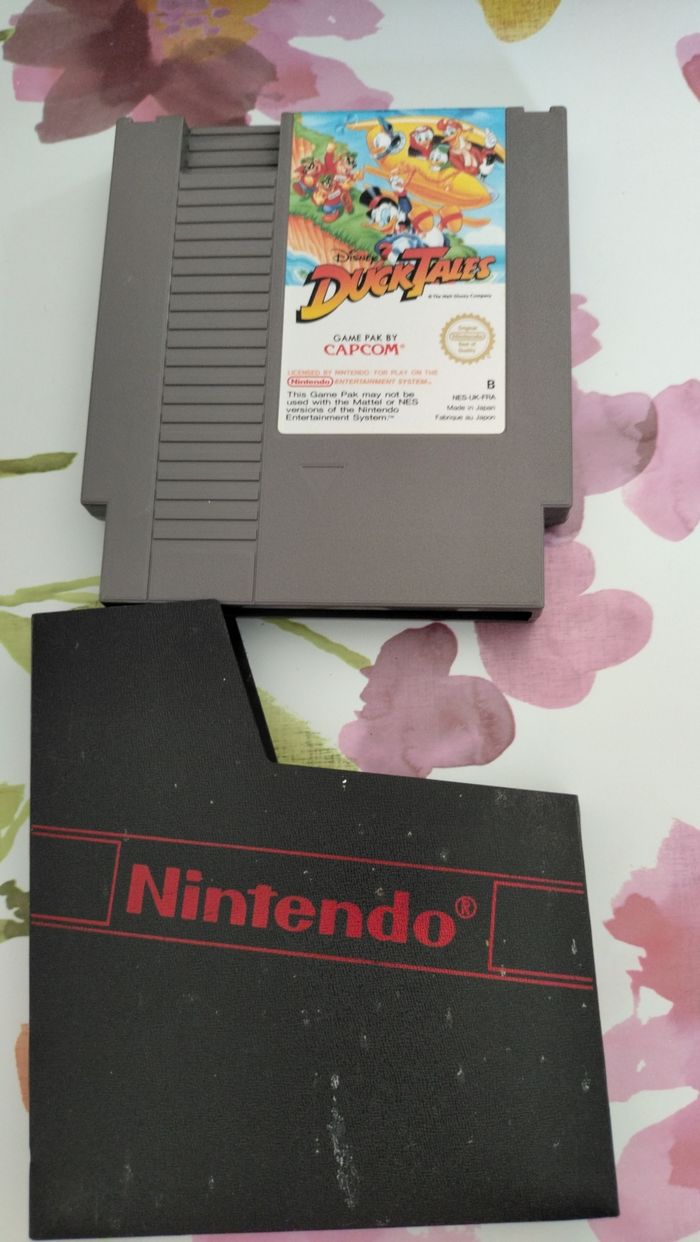 Disney's
DUCKTALES
© The Walt Disney Company
GAME PAK BY
CAPCOM®
Original
Nintendo
Seal of
Quality
LICENSED BY NINTENDO FOR PLAY ON THE
Nintendo ENTERTAINMENT SYSTEM™
This Game Pak may not be
used with the Mattel or NES
versions of the Nintendo
Entertainment System.™
B
NES-UK-FRA
Made in Japan
Fabriqué au Japon
Nintendo®